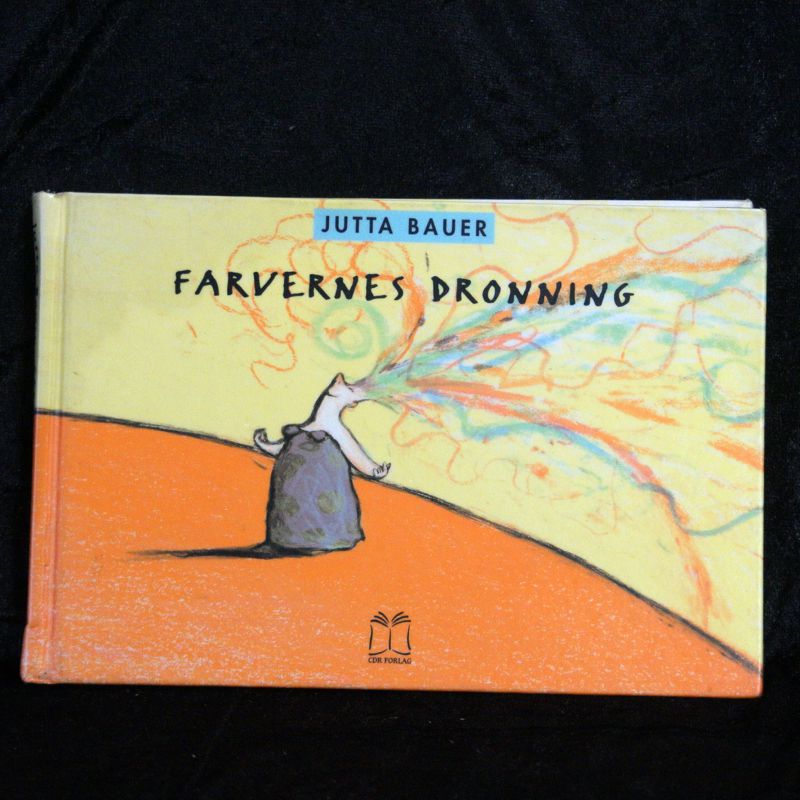 JUTTA BAUER
FARVERNES DRONNING
CDR FORLAG